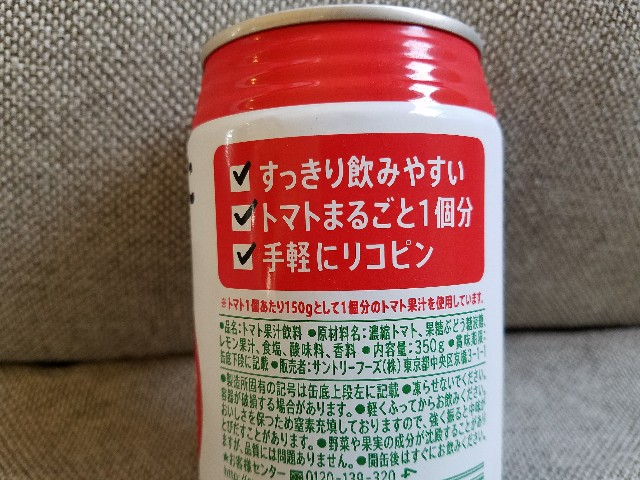 すっきり飲みやすい
トマトまるごと1個分
手軽にリコピン
※トマト1個あたり150gとして1個分のトマト果汁を使用しています。
●品名:トマト果汁飲料 ●原材料名:濃縮トマト、果糖ぶどう糖液糖、
レモン果汁、食塩、酸味料、香料 ●内容量:350g ●賞味期限:
缶底下段に記載 ●販売者:サントリーフーズ(株) 東京都中央区京橋3-1-1
●製造所固有の記号は缶底上段左に記載 ●凍らせないでください。
容器が破損する場合があります。●軽くふってからお飲みください。
おいしさを保つため窒素充填しておりますので、強く振ると中味が
とびだすことがあります。●野菜や果実の成分が沈殿することがあり
ますが、品質には問題ありません。●開缶後はすぐにお飲みください。
●お客様センター 0120-139-320